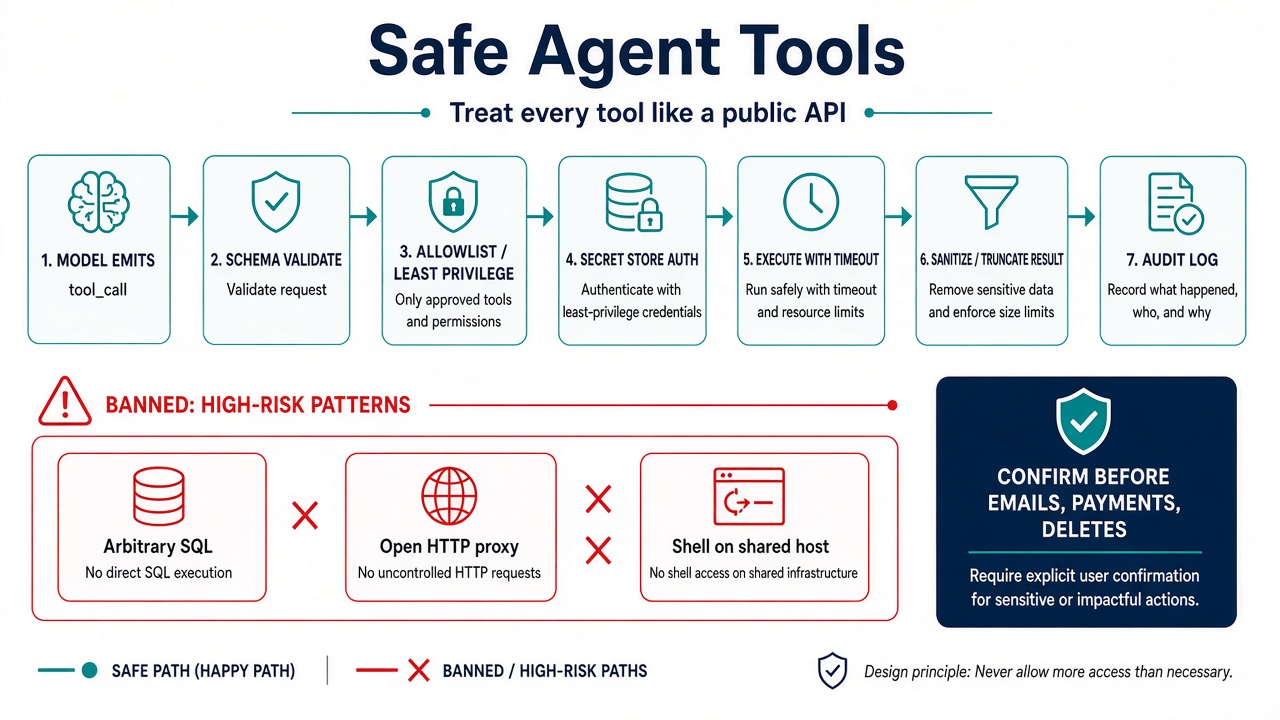 Safe Agent Tools
Treat every tool like a public API
1. MODEL EMITS
tool_call
2. SCHEMA VALIDATE
Validate request
3. ALLOWLIST /
LEAST PRIVILEGE
Only approved tools
and permissions
4. SECRET STORE AUTH
Authenticate with
least-privilege credentials
5. EXECUTE WITH TIMEOUT
Run safely with timeout
and resource limits
6. SANITIZE / TRUNCATE RESULT
Remove sensitive data
and enforce size limits
7. AUDIT LOG
Record what happened,
who, and why
BANNED: HIGH-RISK PATTERNS
Arbitrary SQL
No direct SQL execution
Open HTTP proxy
No uncontrolled HTTP requests
Shell on shared host
No shell access on shared infrastructure
CONFIRM BEFORE
EMAILS, PAYMENTS,
DELETES
Require explicit user confirmation
for sensitive or impactful actions.
SAFE PATH (HAPPY PATH)
BANNED / HIGH-RISK PATHS
Design principle: Never allow more access than necessary.